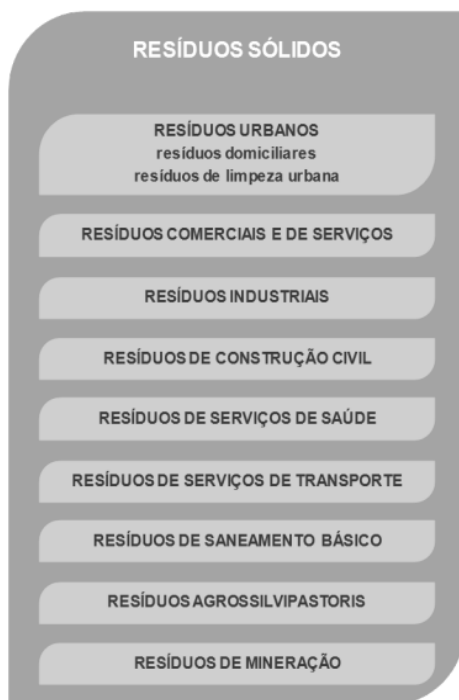 RESÍDUOS SÓLIDOS
RESÍDUOS URBANOS
resíduos domiciliares
resíduos de limpeza urbana
RESÍDUOS COMERCIAIS E DE SERVIÇOS
RESÍDUOS INDUSTRIAIS
RESÍDUOS DE CONSTRUÇÃO CIVIL
RESÍDUOS DE SERVIÇOS DE SAÚDE
RESÍDUOS DE SERVIÇOS DE TRANSPORTE
RESÍDUOS DE SANEAMENTO BÁSICO
RESÍDUOS AGROSSILVIPASTORIS
RESÍDUOS DE MINERAÇÃO